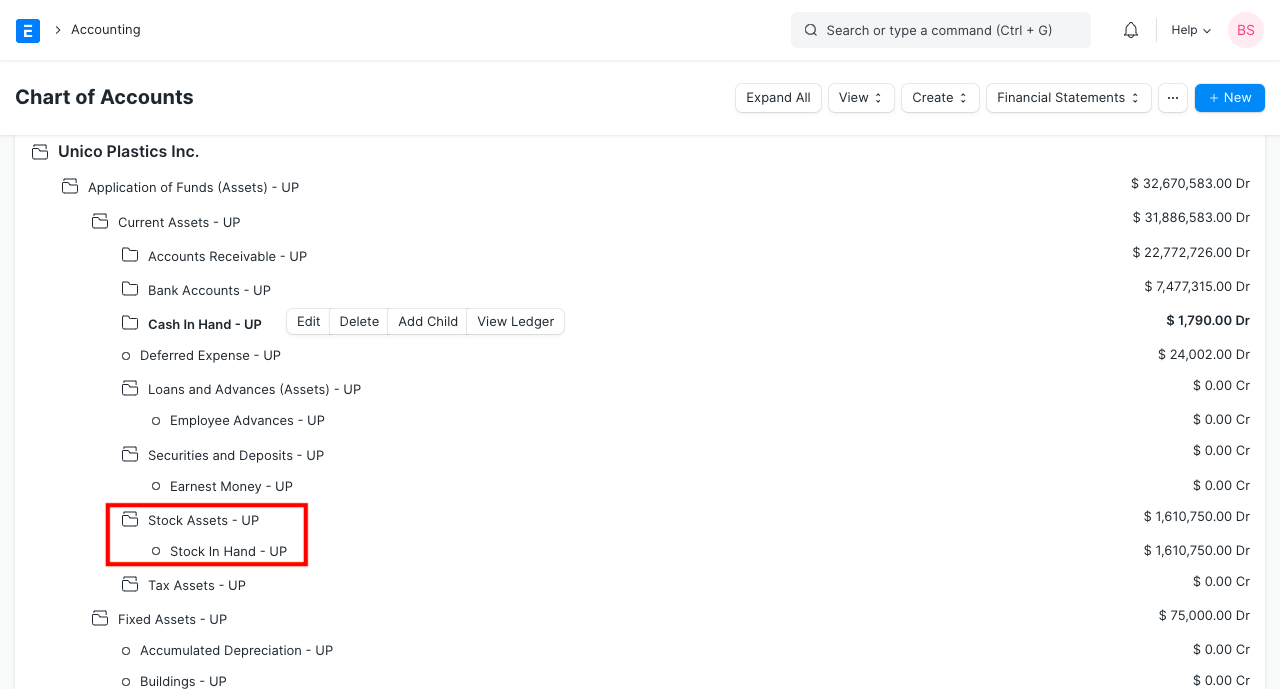 E
Accounting
Search or type a command (Ctrl + G)
Help
BS
Chart of Accounts
Expand All
View
Create
Financial Statements
...
+ New
Unico Plastics Inc.
Application of Funds (Assets) - UP $ 32,670,583.00 Dr
Current Assets - UP $ 31,886,583.00 Dr
Accounts Receivable - UP $ 22,772,726.00 Dr
Bank Accounts - UP $ 7,477,315.00 Dr
Cash In Hand - UP Edit Delete Add Child View Ledger $ 1,790.00 Dr
Deferred Expense - UP $ 24,002.00 Dr
Loans and Advances (Assets) - UP $ 0.00 Cr
Employee Advances - UP $ 0.00 Cr
Securities and Deposits - UP $ 0.00 Cr
Earnest Money - UP $ 0.00 Cr
Stock Assets - UP $ 1,610,750.00 Dr
Stock In Hand - UP $ 1,610,750.00 Dr
Tax Assets - UP $ 0.00 Cr
Fixed Assets - UP $ 75,000.00 Dr
Accumulated Depreciation - UP $ 0.00 Cr
Buildings - UP $ 0.00 Cr